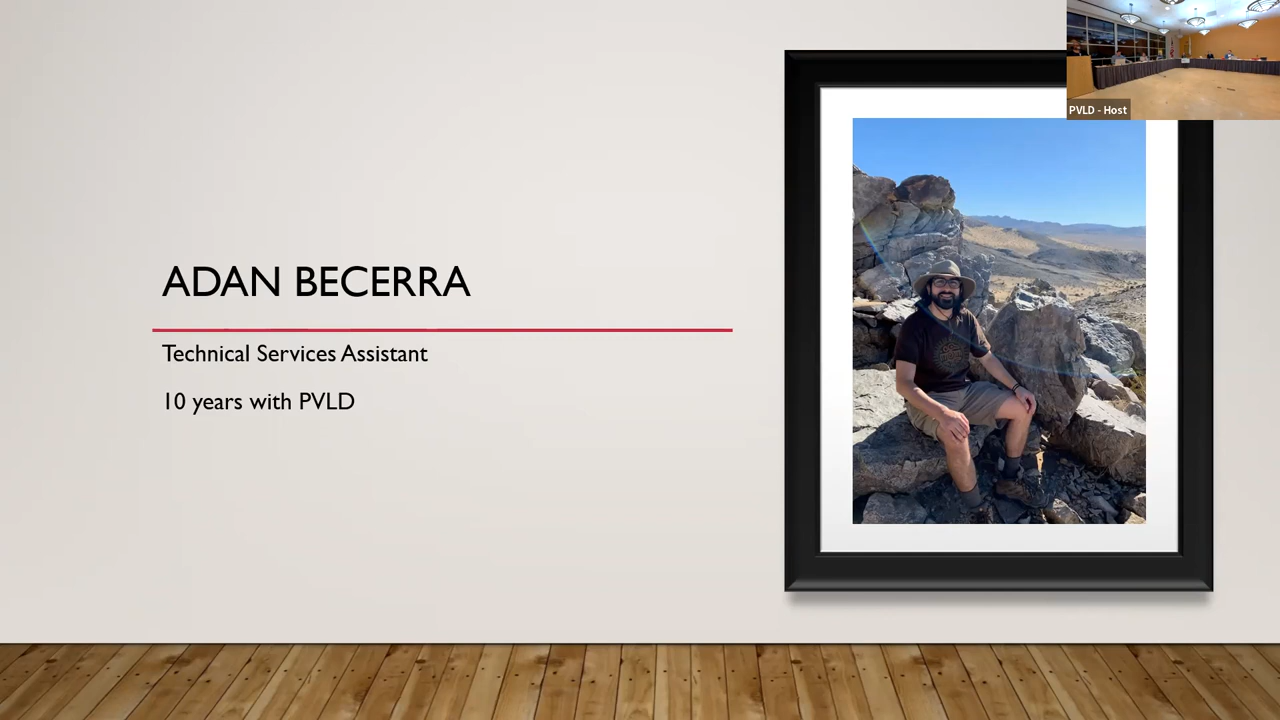 PVLD - Host
ADAN BECERRA
Technical Services Assistant
10 years with PVLD